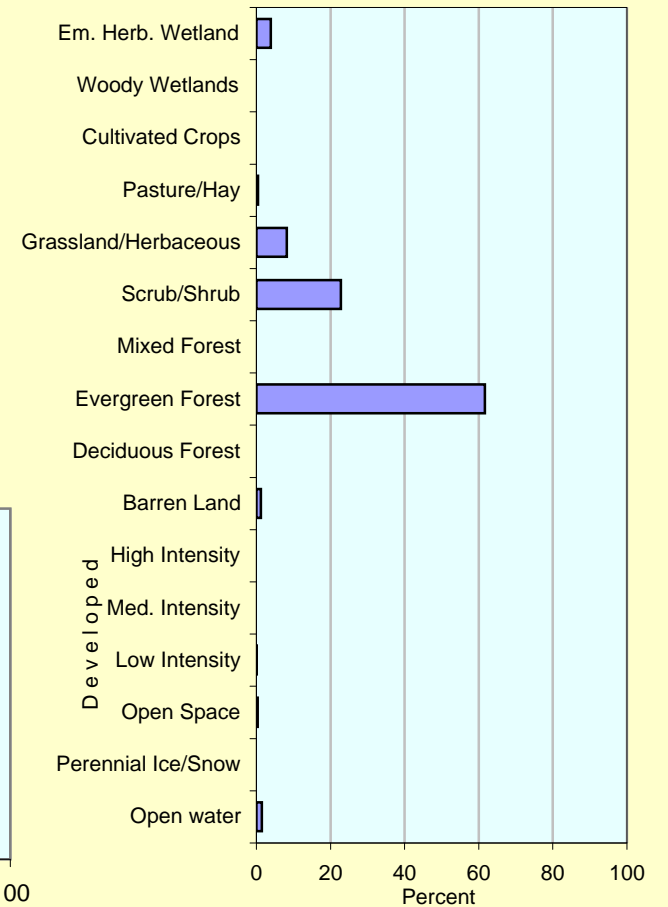 Em. Herb. Wetland
Woody Wetlands
Cultivated Crops
Pasture/Hay
Grassland/Herbaceous
Scrub/Shrub
Mixed Forest
Evergreen Forest
Deciduous Forest
Barren Land
Developed
High Intensity
Med. Intensity
Low Intensity
Open Space
Perennial Ice/Snow
Open water
0 20 40 60 80 100
Percent
00